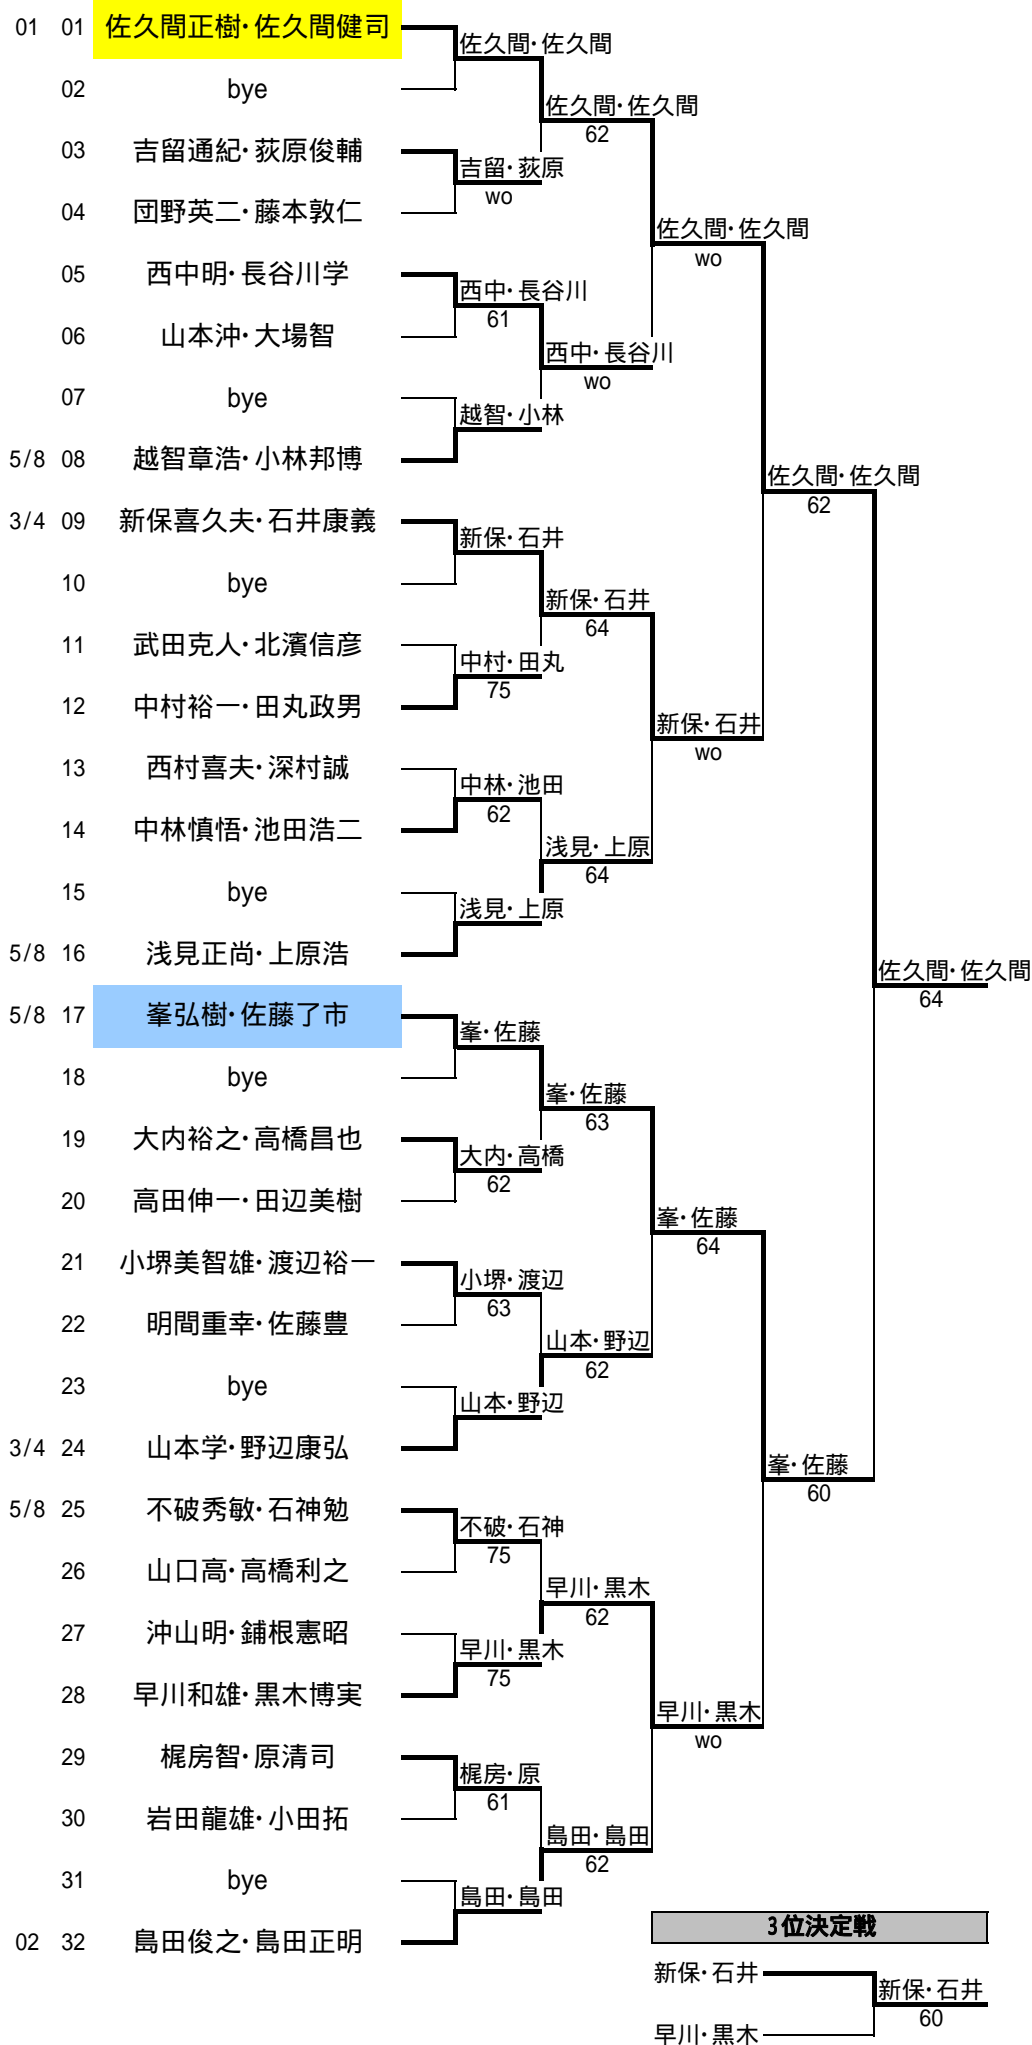 01 01 佐久間正樹・佐久間健司
佐久間・佐久間
02 bye
佐久間・佐久間
62
03 吉留通紀・荻原俊輔
吉留・荻原
wo
04 団野英二・藤本敦仁
佐久間・佐久間
wo
05 西中明・長谷川学
西中・長谷川
61
06 山本沖・大場智
西中・長谷川
wo
07 bye
越智・小林
5/8 08 越智章浩・小林邦博
佐久間・佐久間
62
3/4 09 新保喜久夫・石井康義
新保・石井
10 bye
新保・石井
64
11 武田克人・北濱信彦
中村・田丸
75
12 中村裕一・田丸政男
新保・石井
wo
13 西村喜夫・深村誠
中林・池田
62
14 中林慎悟・池田浩二
浅見・上原
64
15 bye
浅見・上原
5/8 16 浅見正尚・上原浩
佐久間・佐久間
64
5/8 17 峯弘樹・佐藤了市
峯・佐藤
18 bye
峯・佐藤
63
19 大内裕之・高橋昌也
大内・高橋
62
20 高田伸一・田辺美樹
峯・佐藤
64
21 小堺美智雄・渡辺裕一
小堺・渡辺
63
22 明間重幸・佐藤豊
山本・野辺
62
23 bye
山本・野辺
3/4 24 山本学・野辺康弘
峯・佐藤
60
5/8 25 不破秀敏・石神勉
不破・石神
75
26 山口高・高橋利之
早川・黒木
62
27 沖山明・鋪根憲昭
早川・黒木
75
28 早川和雄・黒木博実
早川・黒木
wo
29 梶房智・原清司
梶房・原
61
30 岩田龍雄・小田拓
島田・島田
62
31 bye
島田・島田
02 32 島田俊之・島田正明
3位決定戦
新保・石井
新保・石井
60
早川・黒木